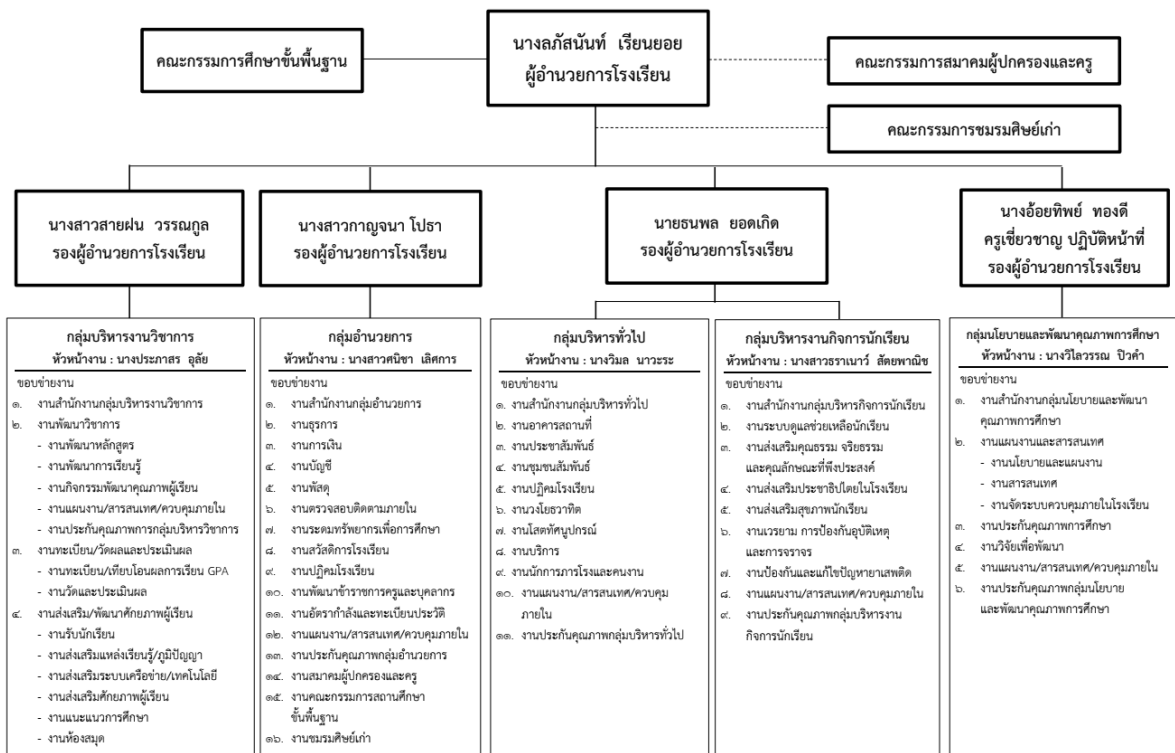 นางลภัสนันท์ เรียนยอย
ผู้อำนวยการโรงเรียน
คณะกรรมการศึกษาขั้นพื้นฐาน
คณะกรรมการสมาคมผู้ปกครองและครู
คณะกรรมการชมรมศิษย์เก่า
นางสาวสายฝน วรรณกูล
รองผู้อำนวยการโรงเรียน
นางสาวกาญจนา โปธา
รองผู้อำนวยการโรงเรียน
นายธนพล ยอดเกิด
รองผู้อำนวยการโรงเรียน
นางอ้อยทิพย์ ทองดี
ครูเชี่ยวชาญ ปฏิบัติหน้าที่
รองผู้อำนวยการโรงเรียน
กลุ่มบริหารงานวิชาการ
หัวหน้างาน : นางประภาสร อุลัย
ขอบข่ายงาน
๑. งานสำนักงานกลุ่มบริหารงานวิชาการ
๒. งานพัฒนาวิชาการ
- งานพัฒนาหลักสูตร
- งานพัฒนาการเรียนรู้
- งานกิจกรรมพัฒนาคุณภาพผู้เรียน
- งานแผนงาน/สารสนเทศ/ควบคุมภายใน
- งานประกันคุณภาพการกลุ่มบริหารวิชาการ
๓. งานทะเบียน/วัดผลและประเมินผล
- งานทะเบียน/เทียบโอนผลการเรียน GPA
- งานวัดและประเมินผล
๔. งานส่งเสริม/พัฒนาศักยภาพผู้เรียน
- งานรับนักเรียน
- งานส่งเสริมแหล่งเรียนรู้/ภูมิปัญญา
- งานส่งเสริมระบบเครือข่าย/เทคโนโลยี
- งานส่งเสริมศักยภาพผู้เรียน
- งานแนะแนวการศึกษา
- งานห้องสมุด
กลุ่มอำนวยการ
หัวหน้างาน : นางสาวศนิชา เลิศการ
ขอบข่ายงาน
๑. งานสำนักงานกลุ่มอำนวยการ
๒. งานธุรการ
๓. งานการเงิน
๔. งานบัญชี
๕. งานพัสดุ
๖. งานตรวจสอบติดตามภายใน
๗. งานระดมทรัพยากรเพื่อการศึกษา
๘. งานสวัสดิการโรงเรียน
๙. งานปฏิคมโรงเรียน
๑๐. งานพัฒนาข้าราชการครูและบุคลากร
๑๑. งานอัตรากำลังและทะเบียนประวัติ
๑๒. งานแผนงาน/สารสนเทศ/ควบคุมภายใน
๑๓. งานประกันคุณภาพกลุ่มอำนวยการ
๑๔. งานสมาคมผู้ปกครองและครู
๑๕. งานคณะกรรมการสถานศึกษา
ขั้นพื้นฐาน
๑๖. งานชมรมศิษย์เก่า
กลุ่มบริหารทั่วไป
หัวหน้างาน : นางวิมล นาวะระ
ขอบข่ายงาน
๑. งานสำนักงานกลุ่มบริหารทั่วไป
๒. งานอาคารสถานที่
๓. งานประชาสัมพันธ์
๔. งานชุมชนสัมพันธ์
๕. งานปฏิคมโรงเรียน
๖. งานวงโยธวาทิต
๗. งานโสตทัศนูปกรณ์
๘. งานบริการ
๙. งานนักการภารโรงและคนงาน
๑๐. งานแผนงาน/สารสนเทศ/ควบคุม
ภายใน
๑๑. งานประกันคุณภาพกลุ่มบริหารทั่วไป
กลุ่มบริหารงานกิจการนักเรียน
หัวหน้างาน : นางสาวธราเนาว์ สัตยพาณิช
ขอบข่ายงาน
๑. งานสำนักงานกลุ่มบริหารกิจการนักเรียน
๒. งานระบบดูแลช่วยเหลือนักเรียน
๓. งานส่งเสริมคุณธรรม จริยธรรม
และคุณลักษณะที่พึงประสงค์
๔. งานส่งเสริมประชาธิปไตยในโรงเรียน
๕. งานส่งเสริมสุขภาพนักเรียน
๖. งานเวรยาม การป้องกันอุบัติเหตุ
และการจราจร
๗. งานป้องกันและแก้ไขปัญหายาเสพติด
๘. งานแผนงาน/สารสนเทศ/ควบคุมภายใน
๙. งานประกันคุณภาพกลุ่มบริหารงาน
กิจการนักเรียน
กลุ่มนโยบายและพัฒนาคุณภาพการศึกษา
หัวหน้างาน : นางวิไลวรรณ ปิวคำ
ขอบข่ายงาน
๑. งานสำนักงานกลุ่มนโยบายและพัฒนา
คุณภาพการศึกษา
๒. งานแผนงานและสารสนเทศ
- งานนโยบายและแผนงาน
- งานสารสนเทศ
- งานจัดระบบควบคุมภายในโรงเรียน
๓. งานประกันคุณภาพการศึกษา
๔. งานวิจัยเพื่อพัฒนา
๕. งานแผนงาน/สารสนเทศ/ควบคุมภายใน
๖. งานประกันคุณภาพกลุ่มนโยบาย
และพัฒนาคุณภาพการศึกษา